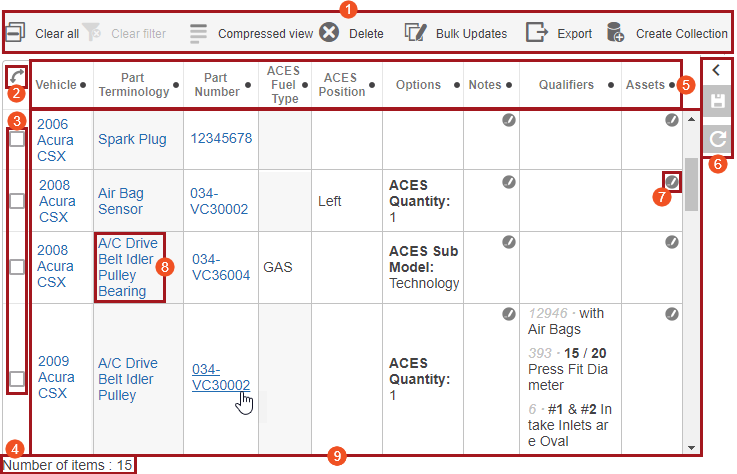 1
Clear all Clear filter Compressed view Delete Bulk Updates Export Create Collection
2
Vehicle
Part
Terminology
Part
Number
ACES
Fuel
Type
ACES
Position
Options
Notes
Qualifiers
Assets
5
6
3
2006
Acura
CSX
Spark Plug
12345678
2008
Acura
CSX
Air Bag
Sensor
034-
VC30002
Left
ACES
Quantity:
1
7
2008
Acura
CSX
A/C Drive
Belt Idler
Pulley
Bearing
8
034-
VC36004
GAS
ACES Sub
Model:
Technology
2009
Acura
CSX
A/C Drive
Belt Idler
Pulley
034-
VC30002
ACES
Quantity:
1
12946 · with
Air Bags
393 · 15 / 20
Press Fit Dia
meter
6 · #1 & #2 In
take Inlets ar
e Oval
4
9
Number of items : 15